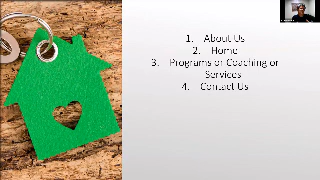 1. About Us
2. Home
3. Programs or Coaching or
Services
4. Contact Us